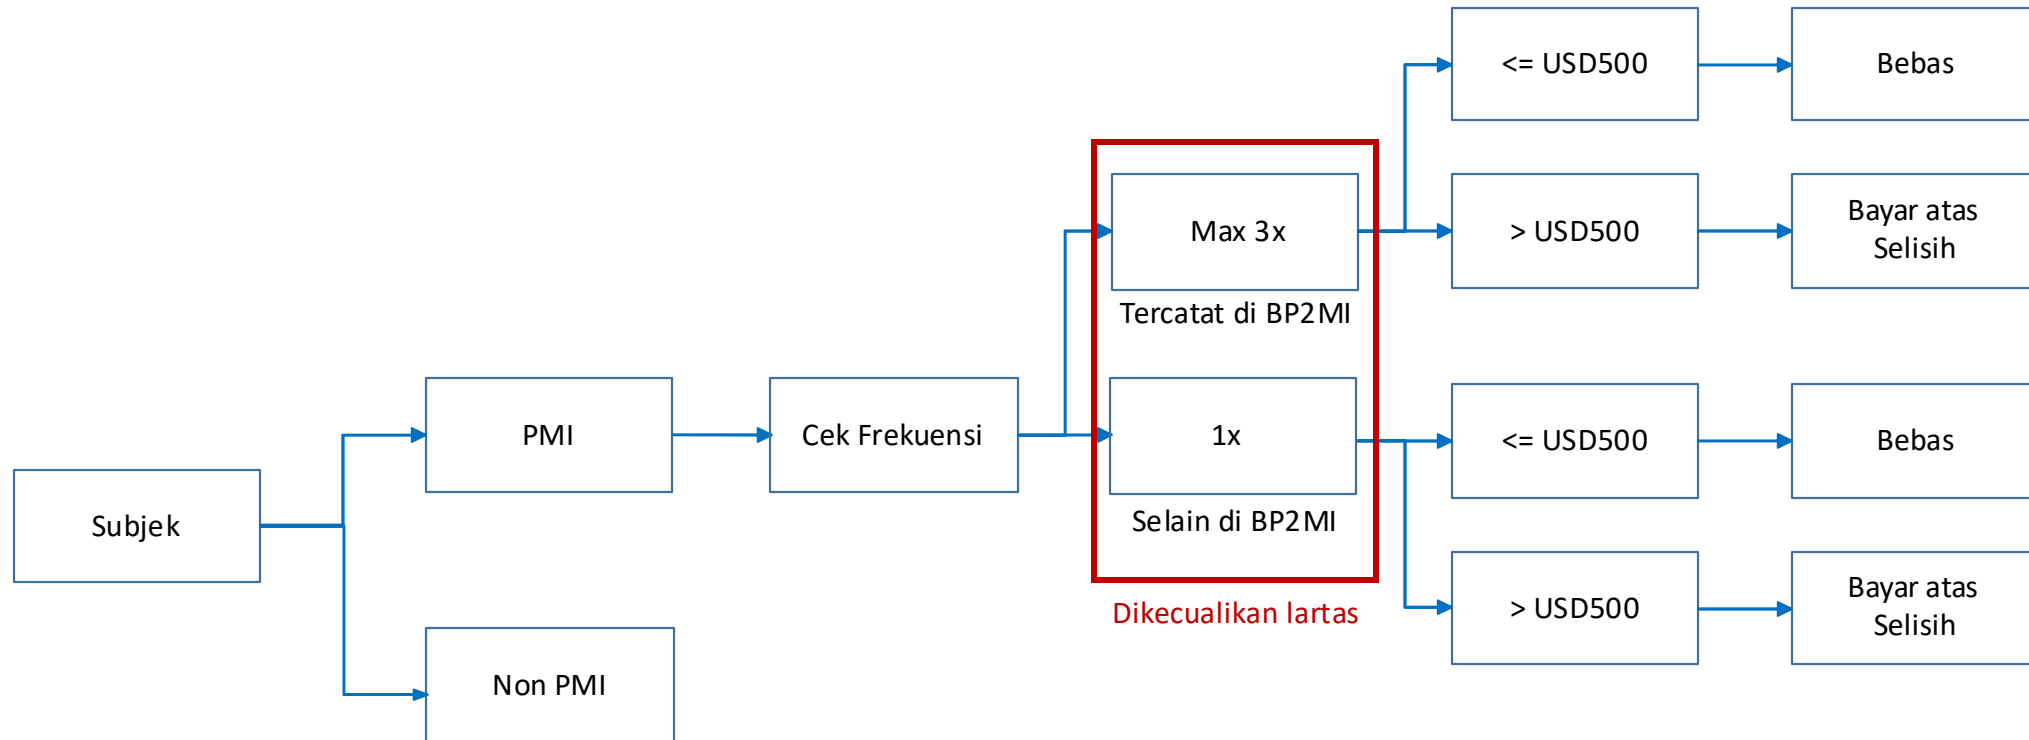 Subjek
PMI
Non PMI
Cek Frekuensi
Max 3x
Tercatat di BP2MI
1x
Selain di BP2MI
Dikecualikan lartas
<= USD500
Bebas
> USD500
Bayar atas
Selisih
<= USD500
Bebas
> USD500
Bayar atas
Selisih